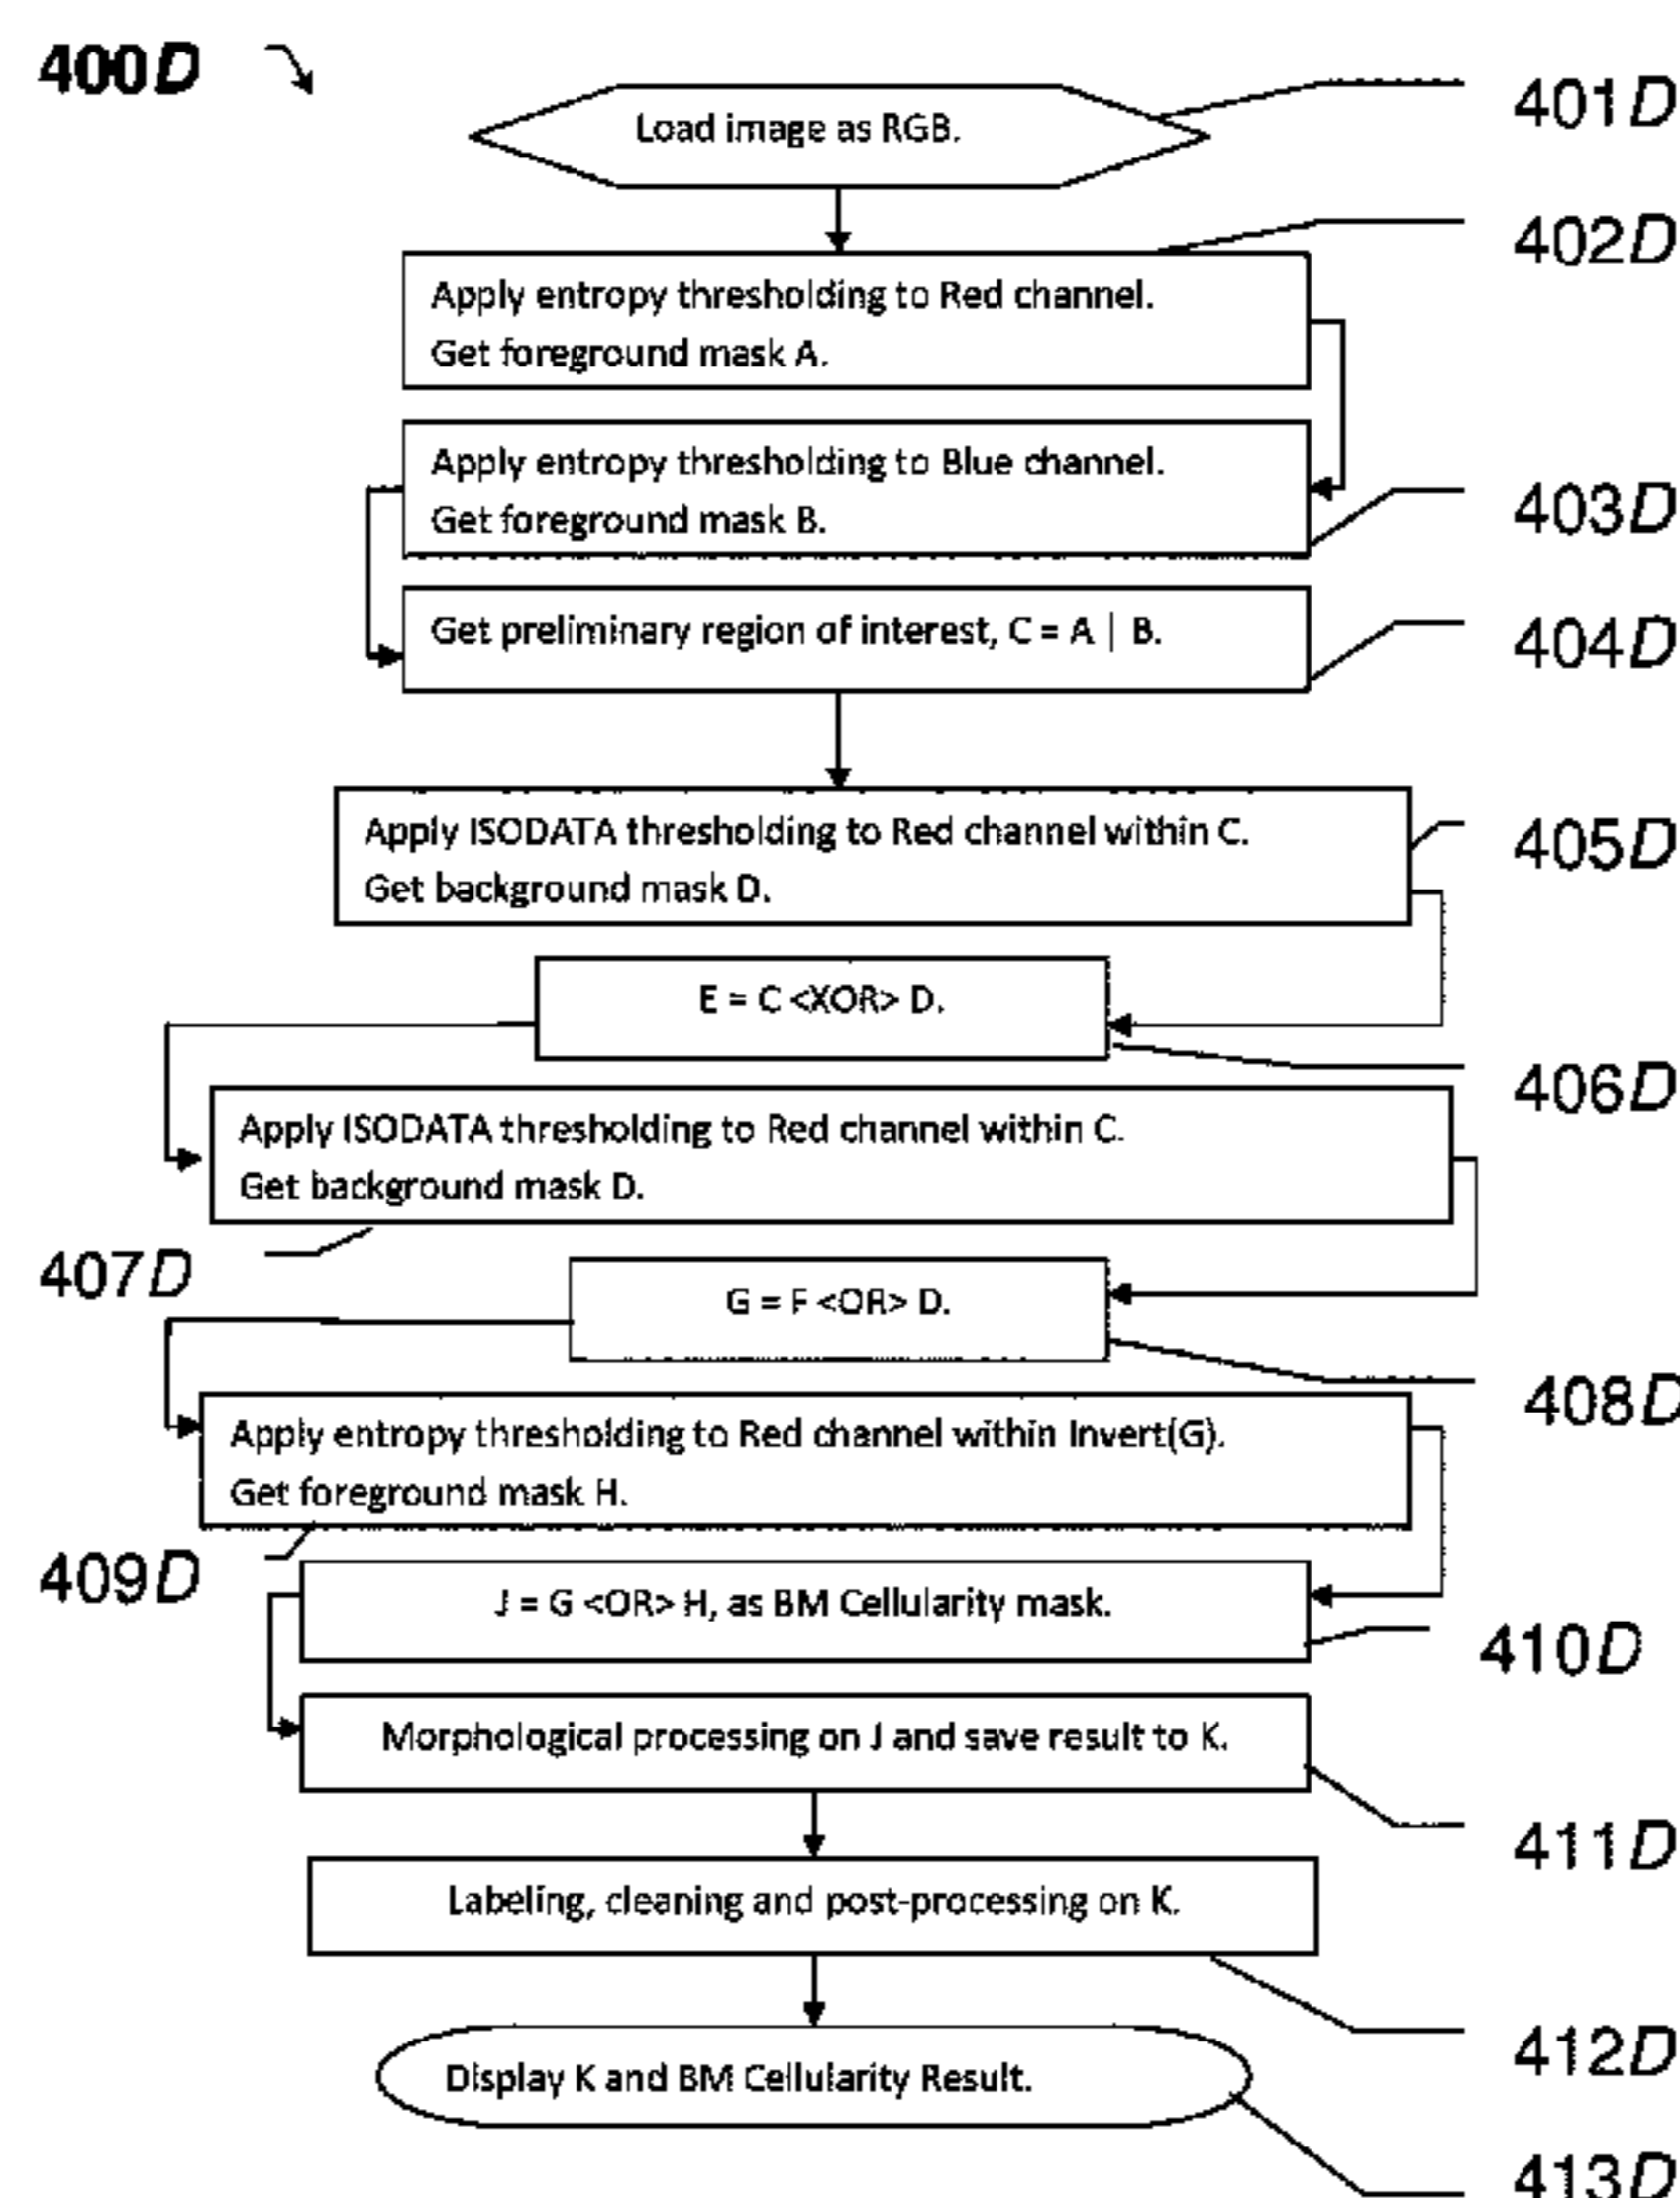 400D
Load image as RGB.
401D
402D
Apply entropy thresholding to Red channel.
Get foreground mask A.
Apply entropy thresholding to Blue channel.
Get foreground mask B.
403D
Get preliminary region of interest, C = A | B.
404D
Apply ISODATA thresholding to Red channel within C.
Get background mask D.
405D
E = C <XOR> D.
406D
Apply ISODATA thresholding to Red channel within C.
Get background mask D.
407D
G = F <OR> D.
408D
Apply entropy thresholding to Red channel within Invert(G).
Get foreground mask H.
409D
J = G <OR> H, as BM Cellularity mask.
410D
Morphological processing on J and save result to K.
411D
Labeling, cleaning and post-processing on K.
412D
Display K and BM Cellularity Result.
413D